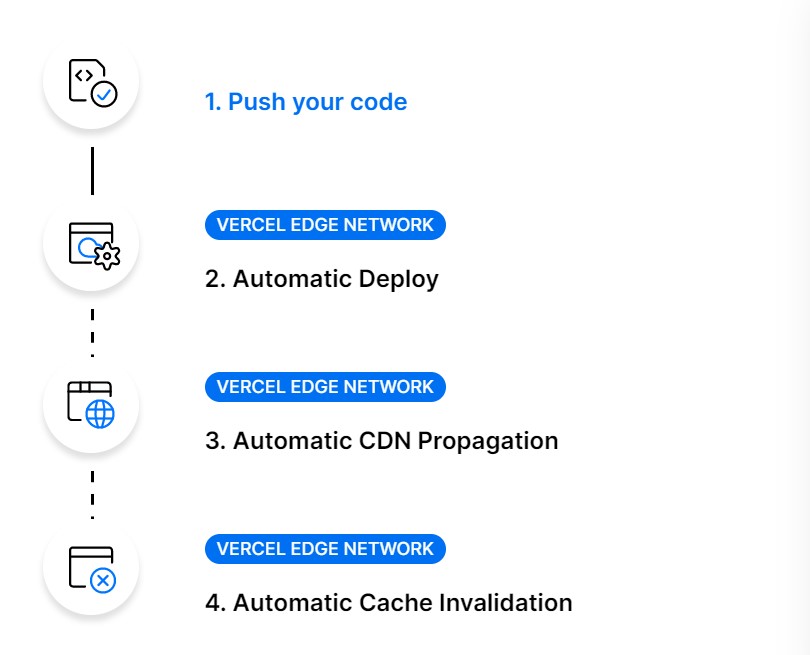 1. Push your code
VERCEL EDGE NETWORK
2. Automatic Deploy
VERCEL EDGE NETWORK
3. Automatic CDN Propagation
VERCEL EDGE NETWORK
4. Automatic Cache Invalidation